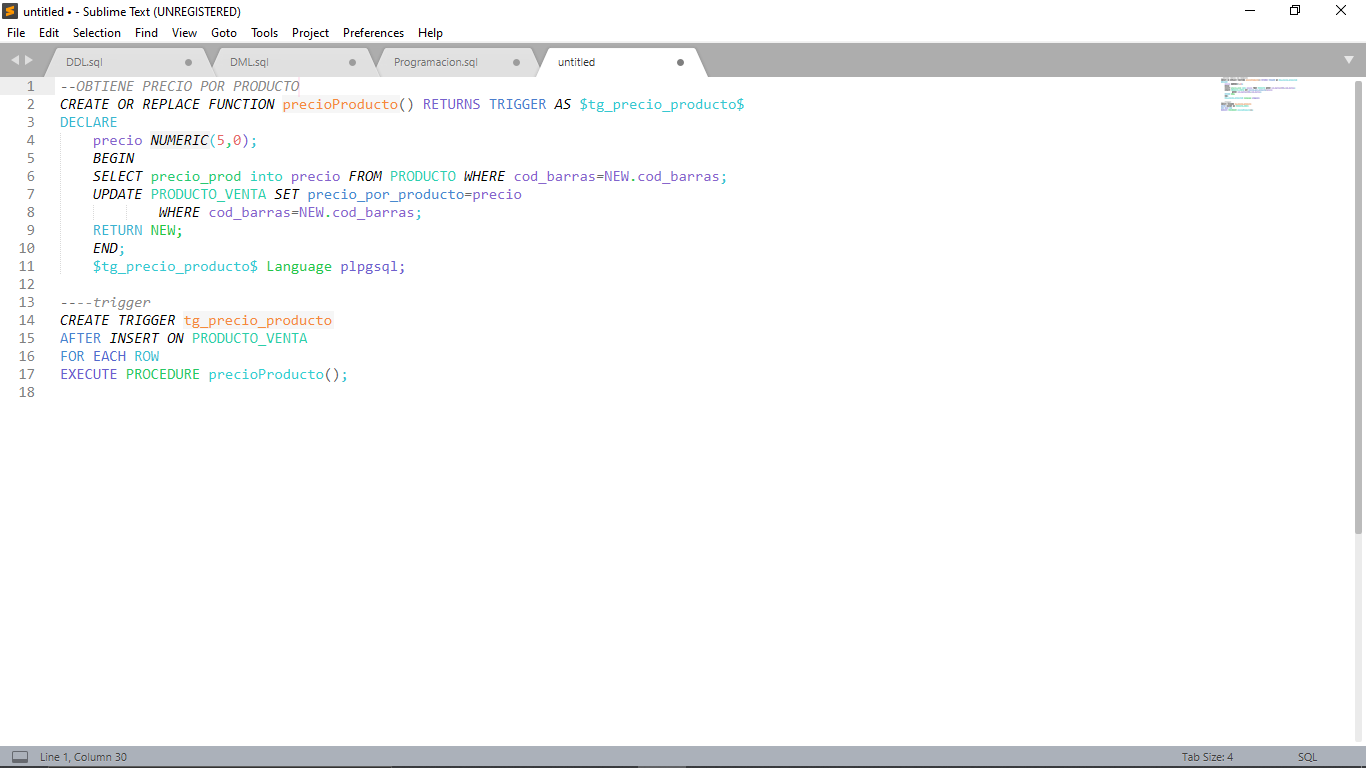 untitled • - Sublime Text (UNREGISTERED)
File Edit Selection Find View Goto Tools Project Preferences Help
DDL.sql DML.sql Programacion.sql untitled
1 --OBTIENE PRECIO POR PRODUCTO
2 CREATE OR REPLACE FUNCTION precioProducto() RETURNS TRIGGER AS $tg_precio_producto$
3 DECLARE
4 precio NUMERIC(5,0);
5 BEGIN
6 SELECT precio_prod into precio FROM PRODUCTO WHERE cod_barras=NEW.cod_barras;
7 UPDATE PRODUCTO_VENTA SET precio_por_producto=precio
8 WHERE cod_barras=NEW.cod_barras;
9 RETURN NEW;
10 END;
11 $tg_precio_producto$ Language plpgsql;
12
13 ----trigger
14 CREATE TRIGGER tg_precio_producto
15 AFTER INSERT ON PRODUCTO_VENTA
16 FOR EACH ROW
17 EXECUTE PROCEDURE precioProducto();
18
Line 1, Column 30 Tab Size: 4 SQL